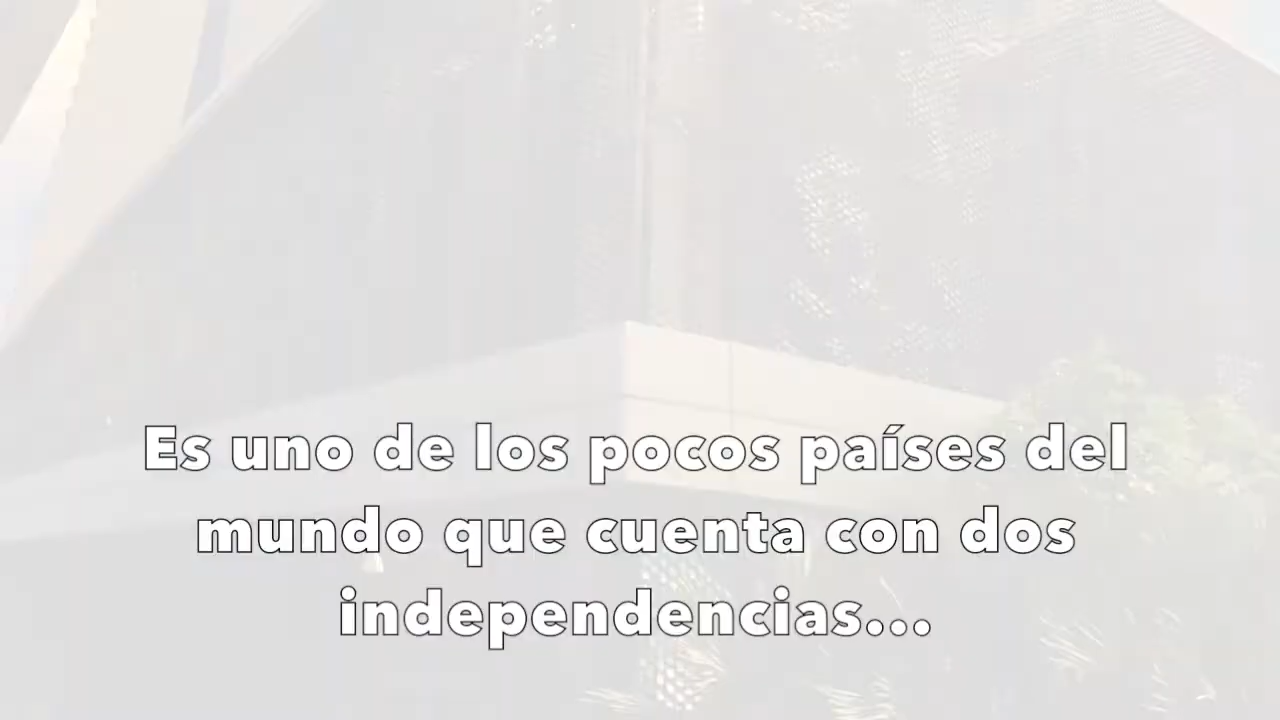 Es uno de los pocos países del
mundo que cuenta con dos
independencias...